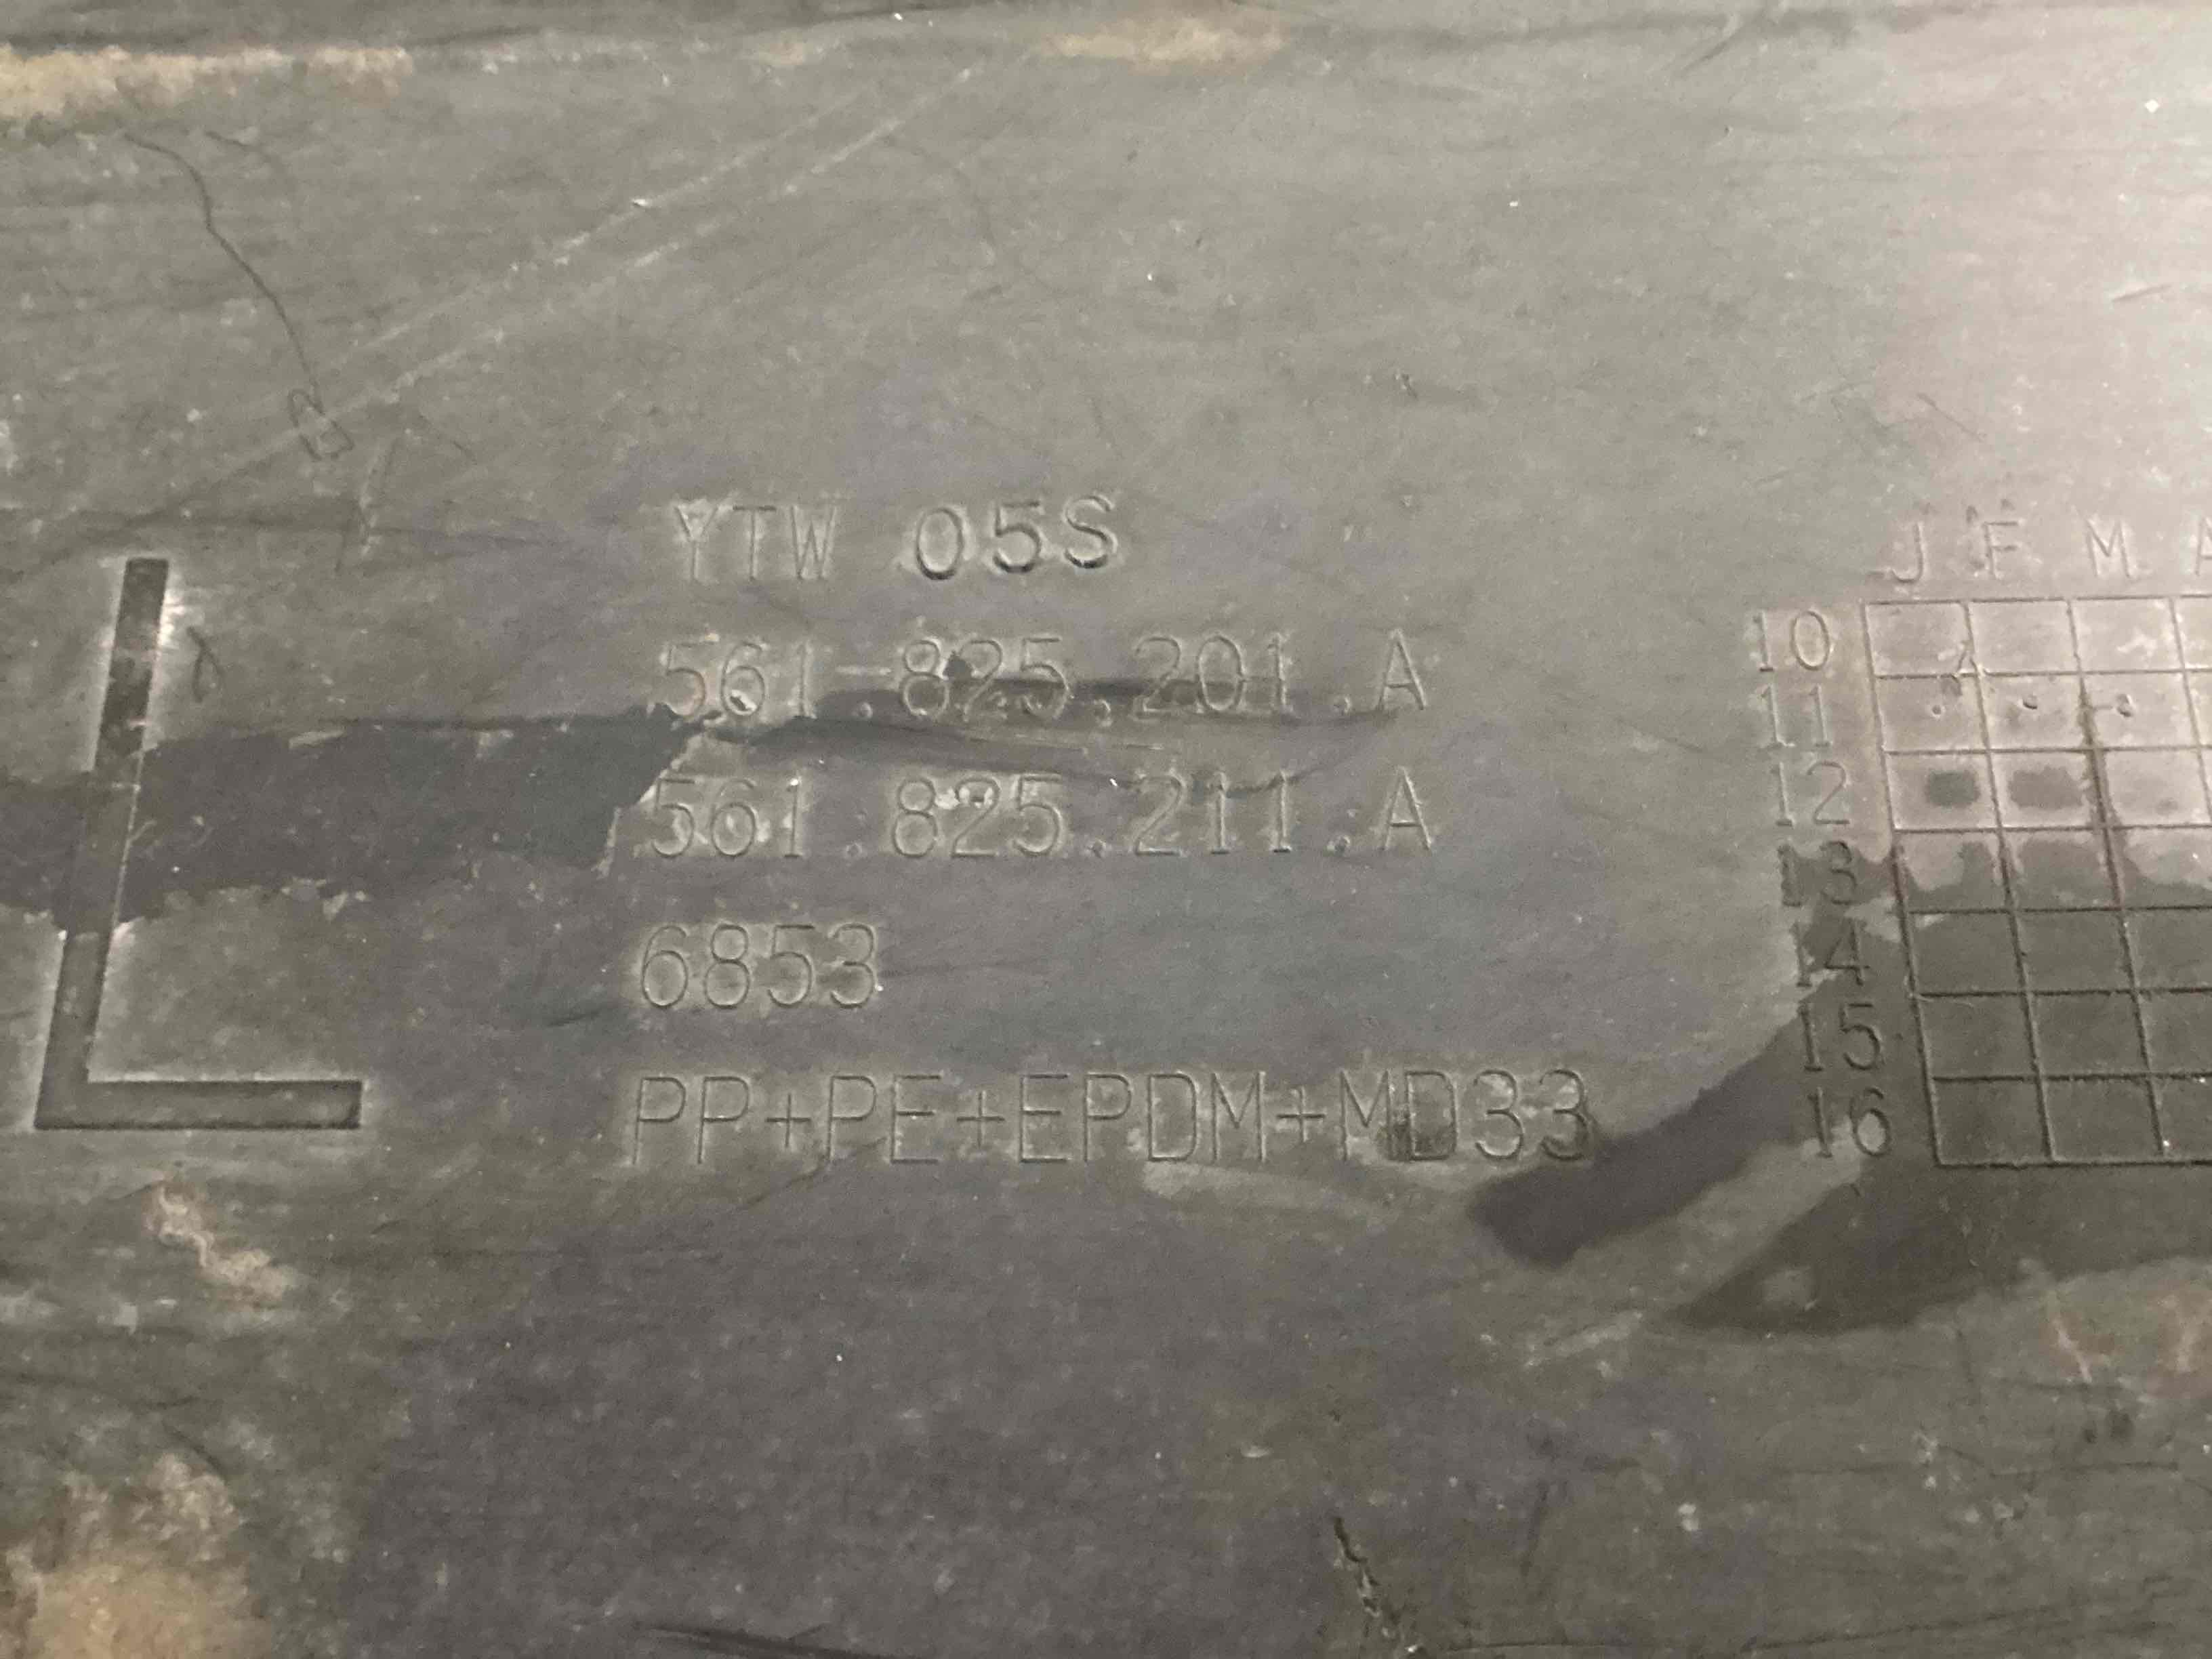 L
YTW 05S
561.825.201.A
561.825.211.A
6853
PP+PE+EPDM+MD33
J F M A
10
11
12
13
14
15
16